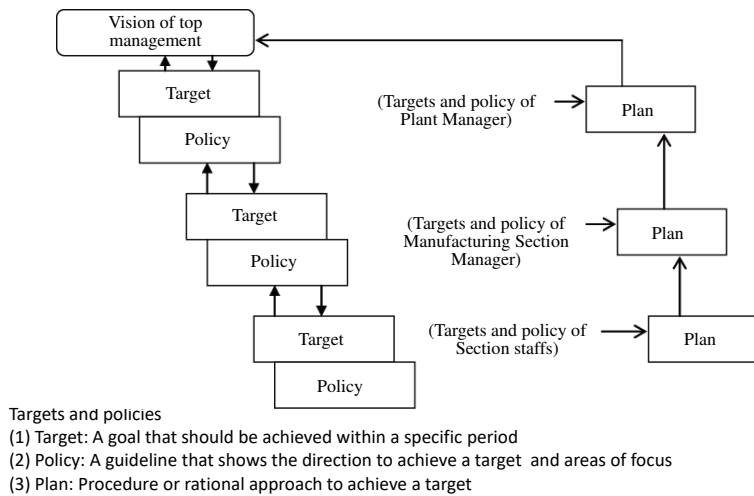 Vision of top
management
Target
Policy
Target
Policy
Target
Policy
(Targets and policy of
Plant Manager)
Plan
(Targets and policy of
Manufacturing Section
Manager)
Plan
(Targets and policy of
Section staffs)
Plan
Targets and policies
(1) Target: A goal that should be achieved within a specific period
(2) Policy: A guideline that shows the direction to achieve a target and areas of focus
(3) Plan: Procedure or rational approach to achieve a target